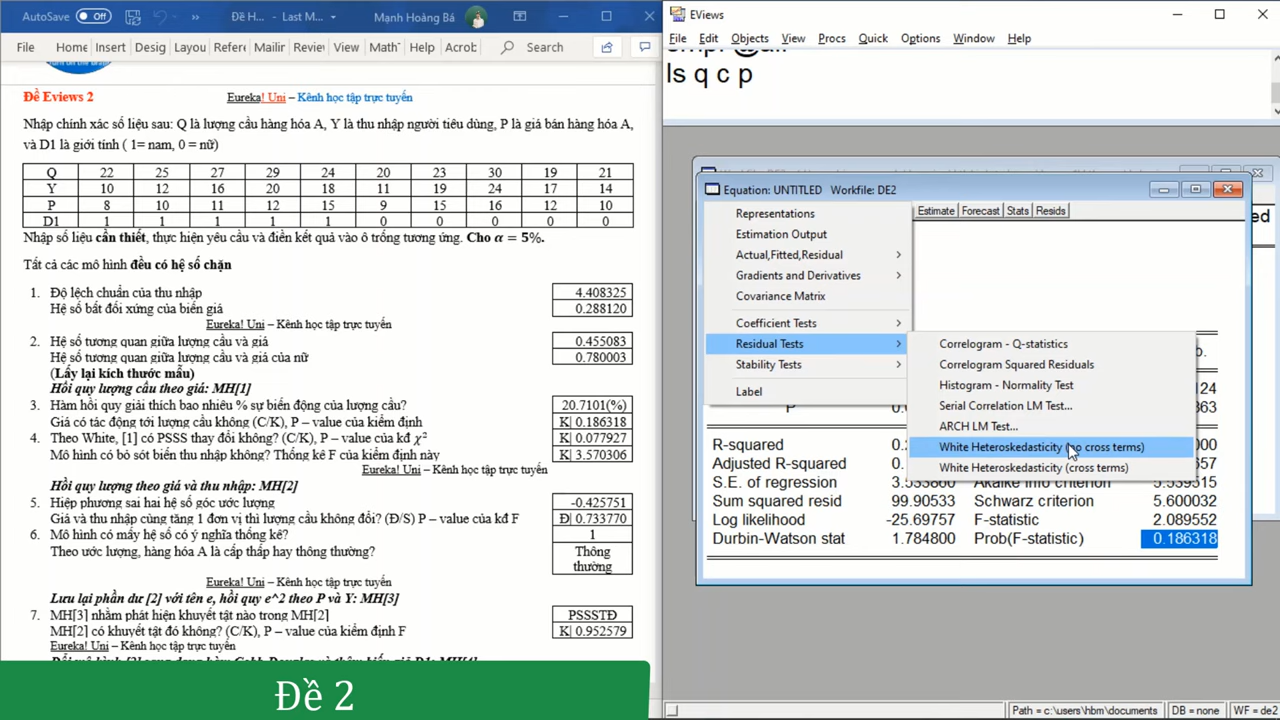 AutoSave Off
Đề H... - Last M...
Mạnh Hoàng Bá
File Home Insert Desig Layou Refere Mailir Reviev View Math Help Acrob Search
Đề Eviews 2 Eureka! Uni – Kênh học tập trực tuyến
Nhập chính xác số liệu sau: Q là lượng cầu hàng hóa A, Y là thu nhập người tiêu dùng, P là giá bán hàng hóa A,
và D1 là giới tính ( 1= nam, 0 = nữ)
Q 22 25 27 29 24 20 23 30 19 21
Y 10 12 16 20 18 11 19 24 17 14
P 8 10 11 12 15 9 15 16 12 10
D1 1 1 1 1 1 0 0 0 0 0
Nhập số liệu cần thiết, thực hiện yêu cầu và điền kết quả vào ô trống tương ứng. Cho α = 5%.
Tất cả các mô hình đều có hệ số chặn
1. Độ lệch chuẩn của thu nhập 4.408325
Hệ số bất đối xứng của biến giá 0.288120
Eureka! Uni – Kênh học tập trực tuyến
2. Hệ số tương quan giữa lượng cầu và giá 0.455083
Hệ số tương quan giữa lượng cầu và giá của nữ 0.780003
(Lấy lại kích thước mẫu)
Hồi quy lượng cầu theo giá: MH[1]
3. Hàm hồi quy giải thích bao nhiêu % sự biến động của lượng cầu? 20.7101(%)
Giá có tác động tới lượng cầu không (C/K), P – value của kiểm định K| 0.186318
4. Theo White, [1] có PSSS thay đổi không? (C/K), P – value của kđ χ² K| 0.077927
Mô hình có bỏ sót biến thu nhập không? Thống kê F của kiểm định này K| 3.570306
Eureka! Uni – Kênh học tập trực tuyến
Hồi quy lượng theo giá và thu nhập: MH[2]
5. Hiệp phương sai hai hệ số góc ước lượng -0.425751
Giá và thu nhập cùng tăng 1 đơn vị thì lượng cầu không đổi? (Đ/S) P – value của kđ F Đ| 0.733770
6. Mô hình có mấy hệ số có ý nghĩa thống kê? 1
Theo ước lượng, hàng hóa A là cấp thấp hay thông thường? Thông
thường
Eureka! Uni – Kênh học tập trực tuyến
Lưu lại phần dư [2] với tên e, hồi quy e^2 theo P và Y: MH[3]
7. MH[3] nhằm phát hiện khuyết tật nào trong MH[2] PSSSTĐ
MH[2] có khuyết tật đó không? (C/K), P – value của kiểm định F K| 0.952579
Eureka! Uni – Kênh học tập trực tuyến
Đề 2
EViews
File Edit Objects View Procs Quick Options Window Help
ls q c p
Equation: UNTITLED Workfile: DE2
Estimate Forecast Stats Resids
Representations
Estimation Output
Actual,Fitted,Residual
Gradients and Derivatives
Covariance Matrix
Coefficient Tests
Residual Tests
Stability Tests
Label
Correlogram - Q-statistics
Correlogram Squared Residuals
Histogram - Normality Test
Serial Correlation LM Test...
ARCH LM Test...
White Heteroskedasticity (no cross terms)
White Heteroskedasticity (cross terms)
P
R-squared
Adjusted R-squared
S.E. of regression 3.533860 Akaike info criterion 5.539515
Sum squared resid 99.90533 Schwarz criterion 5.600032
Log likelihood -25.69757 F-statistic 2.089552
Durbin-Watson stat 1.784800 Prob(F-statistic) 0.186318
Path = c:\users\hbm\documents DB = none WF = de2